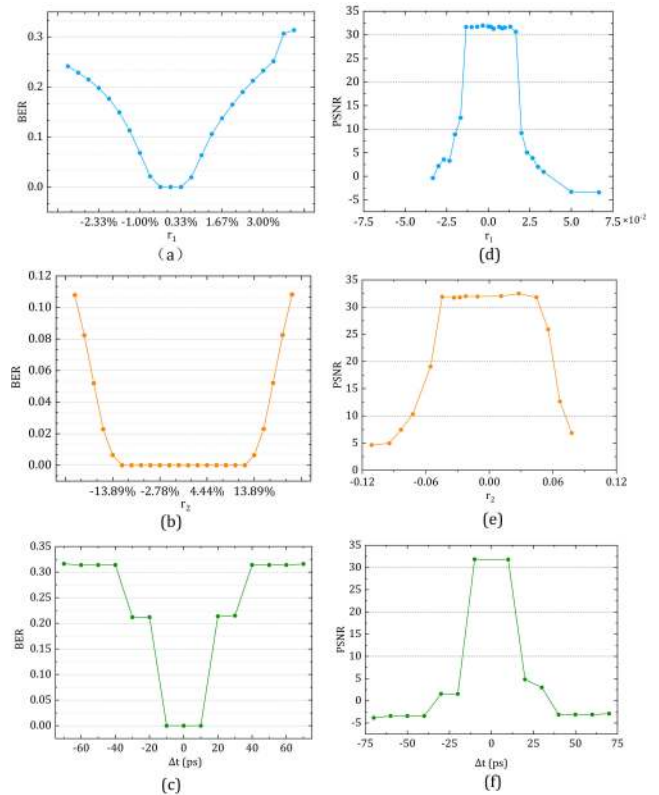 BER
0.3
0.2
0.1
0.0
-2.33% -1.00% 0.33% 1.67% 3.00%
r₁
（a）
PSNR
35
30
25
20
15
10
5
0
-5
-7.5 -5.0 -2.5 0.0 2.5 5.0 7.5 ×10⁻²
r₁
(d)
BER
0.12
0.10
0.08
0.06
0.04
0.02
0.00
-13.89% -2.78% 4.44% 13.89%
r₂
(b)
PSNR
35
30
25
20
15
10
5
0
-0.12 -0.06 0.00 0.06 0.12
r₂
(e)
BER
0.35
0.30
0.25
0.20
0.15
0.10
0.05
0.00
-60 -40 -20 0 20 40 60
Δt (ps)
(c)
PSNR
35
30
25
20
15
10
5
0
-5
-75 -50 -25 0 25 50 75
Δt (ps)
(f)